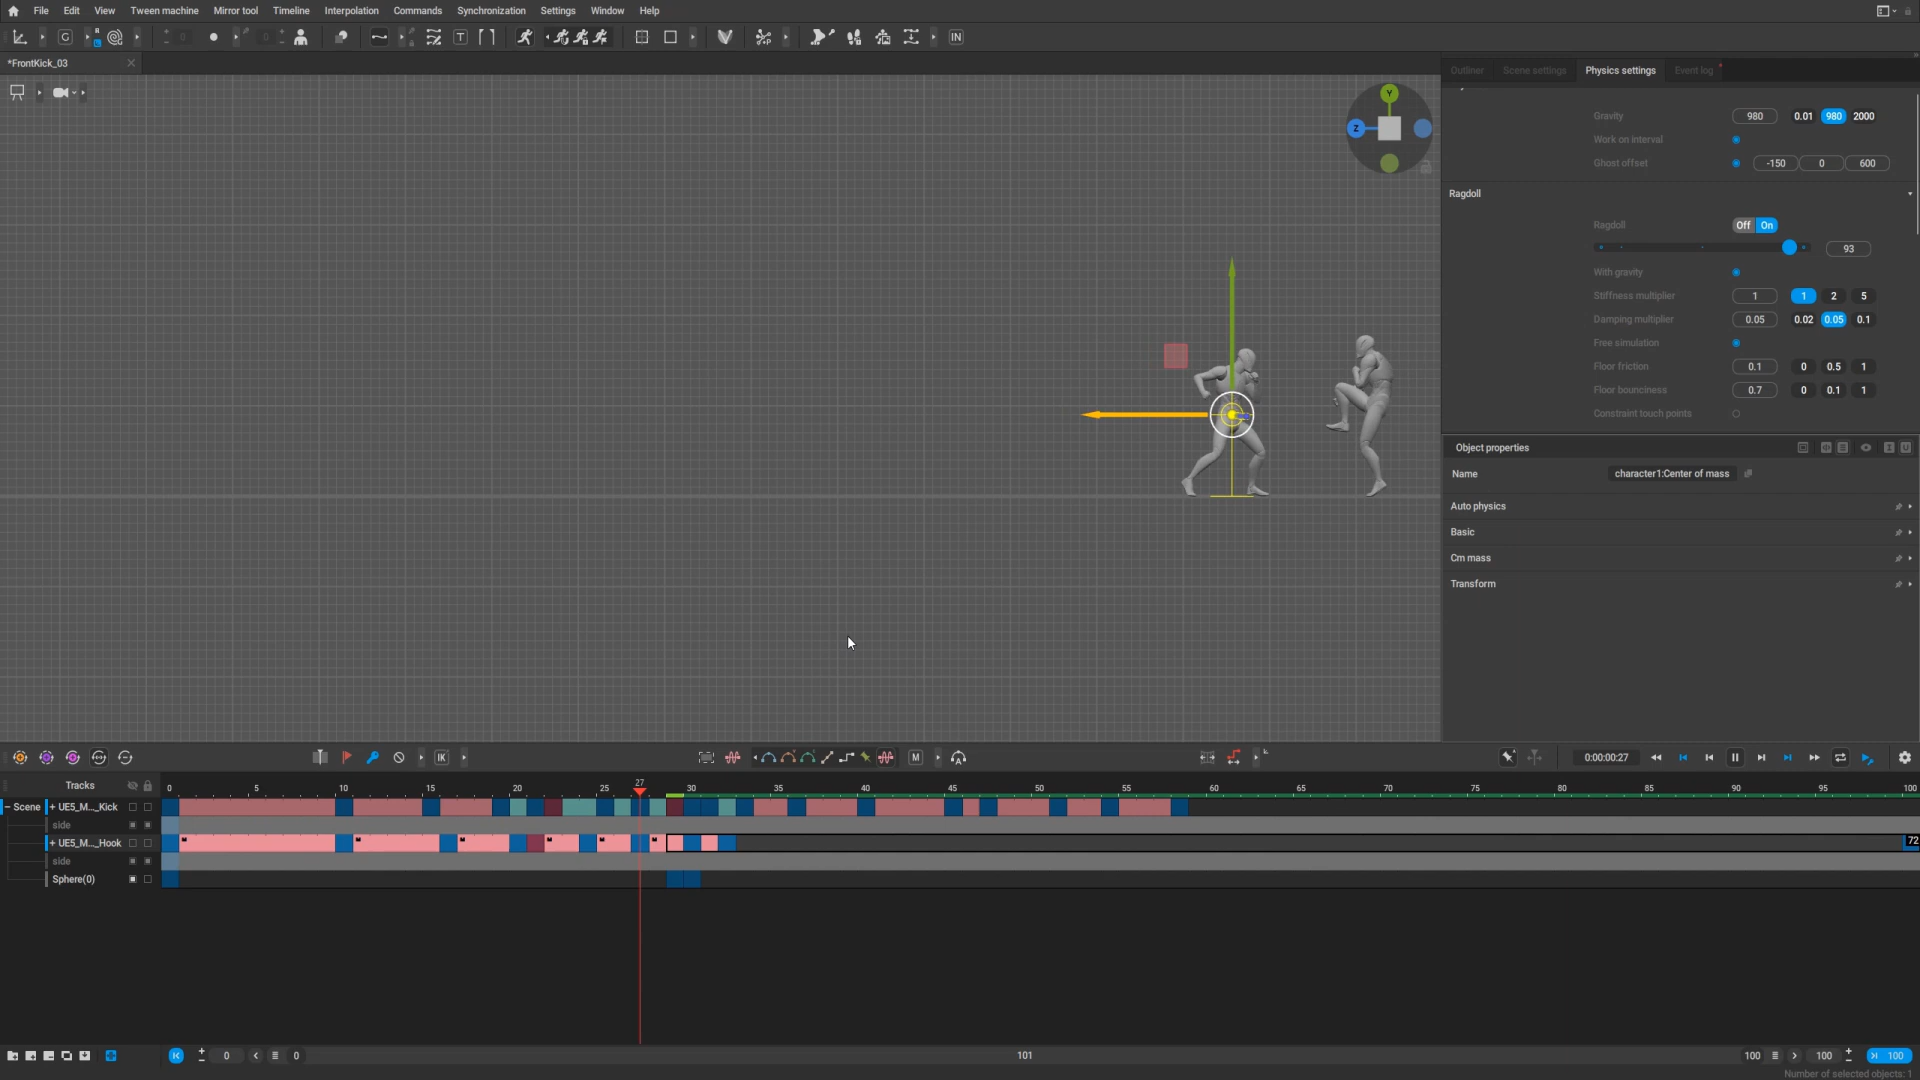 File Edit View Tween machine Mirror tool Timeline Interpolation Commands Synchronization Settings Window Help
G R L 0 T 0 IN
*FrontKick_03
Outliner Scene settings Physics settings Event log
Y
Z
Gravity 980 0.01 980 2000
Work on interval
Ghost offset -150 0 600
Ragdoll
Ragdoll Off On
93
With gravity
Stiffness multiplier 1 1 2 5
Damping multiplier 0.05 0.02 0.05 0.1
Free simulation
Floor friction 0.1 0 0.5 1
Floor bounciness 0.7 0 0.1 1
Constraint touch points
Object properties
Name character1:Center of mass
Auto physics
Basic
Cm mass
Transform
IK M 0:00:00:27
Tracks 0 5 10 15 20 25 27 30 35 40 45 50 55 60 65 70 75 80 85 90 95 100
Scene + UE5_M..._Kick
side
+ UE5_M..._Hook 72
side
Sphere(0)
0 0 101 100 100 100
Number of selected objects: 1